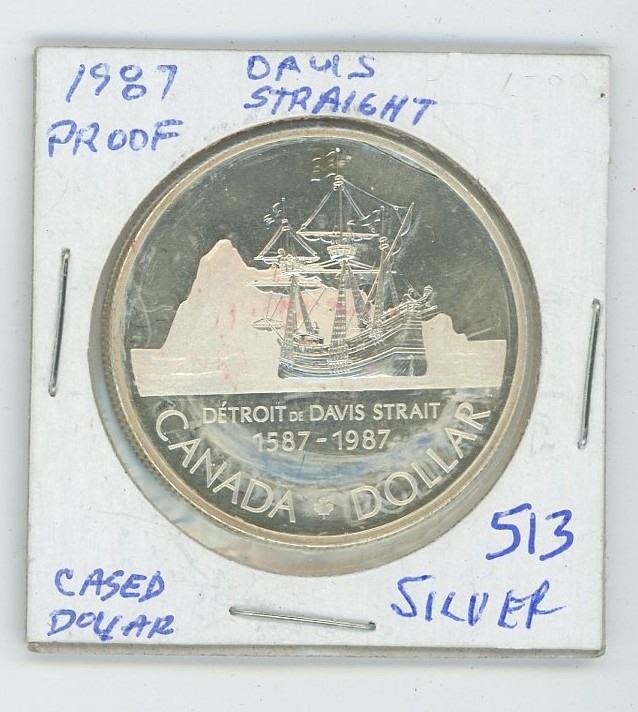 1987
DAVIS
STRAIGHT
PROOF
DÉTROIT DE DAVIS STRAIT
1587-1987
CANADA DOLLAR
513
CASED
DOLLAR
SILVER